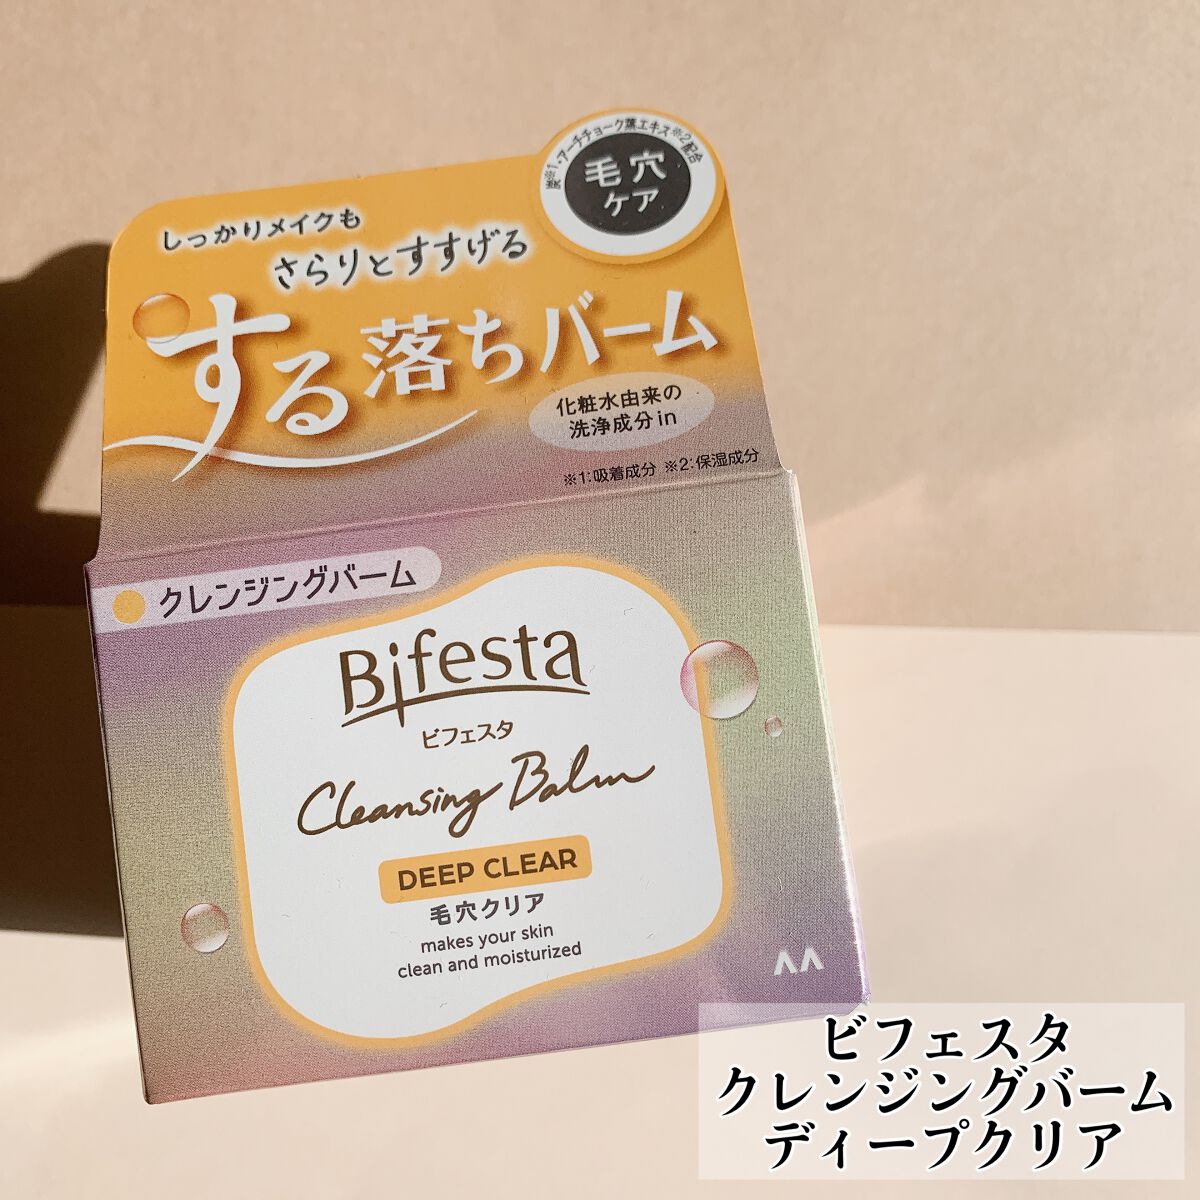 炭※1・アーチチョーク葉エキス※2配合
毛穴
ケア
しっかりメイクも
さらりとすすげる
する落ちバーム
化粧水由来の
洗浄成分in
※1:吸着成分 ※2:保湿成分
クレンジングバーム
Bifesta
ビフェスタ
Cleansing Balm
DEEP CLEAR
毛穴クリア
makes your skin
clean and moisturized
ビフェスタ
クレンジングバーム
ディープクリア